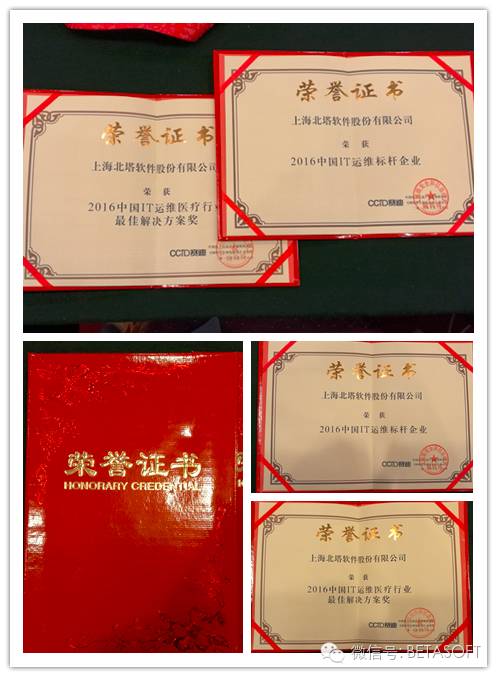 荣誉证书
上海北塔软件股份有限公司
荣 获
2016中国IT运维医疗行业
最佳解决方案奖
CCID赛迪
荣誉证书
上海北塔软件股份有限公司
荣 获
2016中国IT运维标杆企业
CCID赛迪
荣誉证书
HONORARY CREDENTIAL
荣誉证书
上海北塔软件股份有限公司
荣 获
2016中国IT运维标杆企业
CCID赛迪
荣誉证书
上海北塔软件股份有限公司
荣 获
2016中国IT运维医疗行业
最佳解决方案奖
CCID赛迪
微信号: BETASOFT